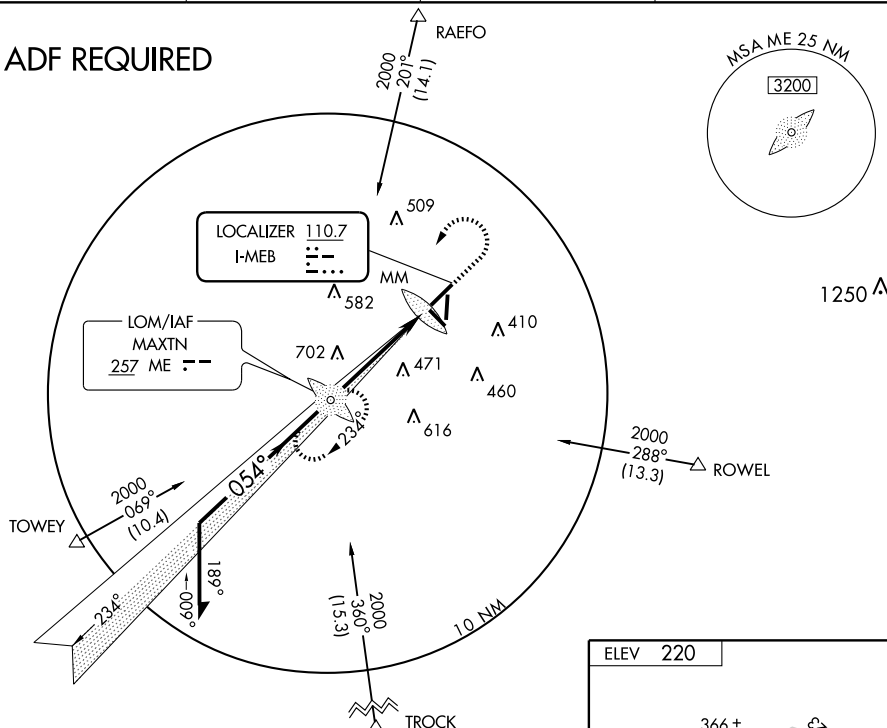 RAEFO
ADF REQUIRED
2000
201°
(14.1)
MSA ME 25 NM
3200
509
LOCALIZER 110.7
I-MEB
MM
582
1250
LOM/IAF
MAXTN
257 ME
702
410
471
460
616
234°
2000
288°
(13.3)
ROWEL
054°
2000
069°
(10.4)
TOWEY
189°
009°
234°
2000
360°
(15.3)
10 NM
TROCK
ELEV 220
366 ±